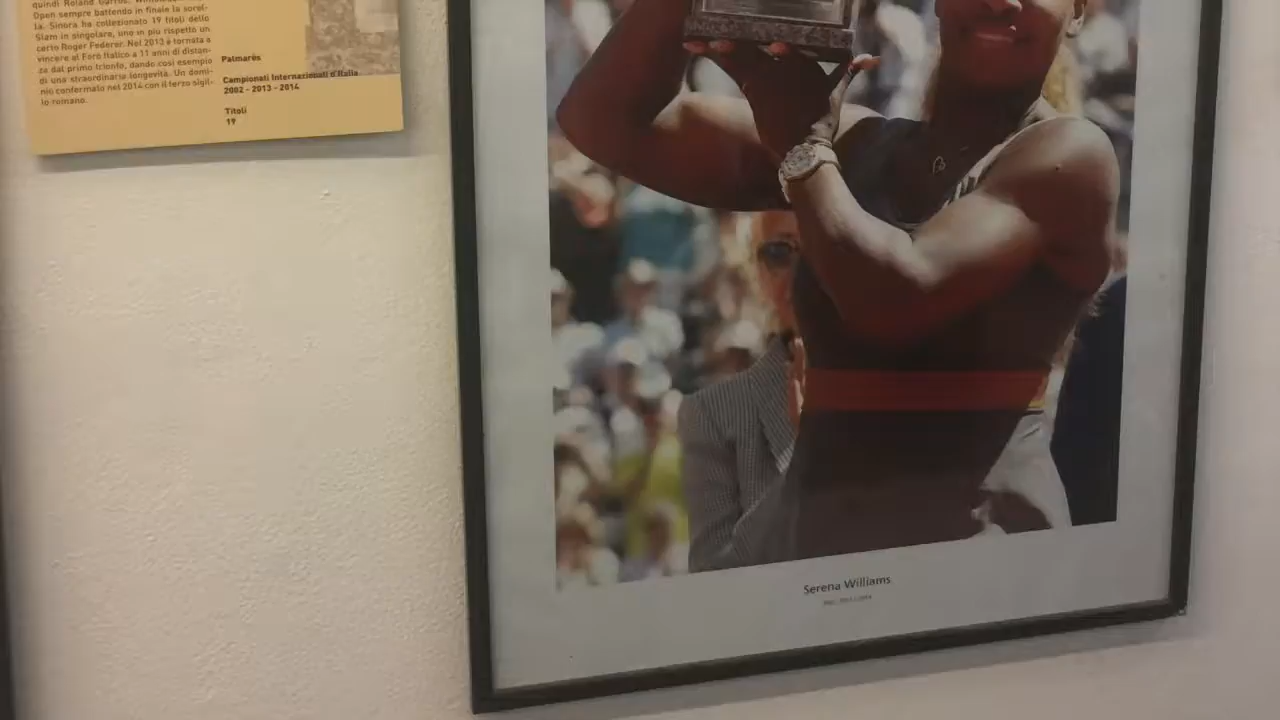 quindi Roland Garros, Wimbledon
Open sempre battendo in finale la sorel-
la. Sinora ha collezionato 19 titoli dello
Slam in singolare, uno in più rispetto un
certo Roger Federer. Nel 2013 è tornata a
vincere al Foro Italico a 11 anni di distan-
za dal primo trionfo, dando così esempio
di una straordinaria longevità. Un domi-
nio confermato nel 2014 con il terzo sigil-
lo romano.
Palmarès
Campionati Internazionali d'Italia
2002 - 2013 - 2014
Titoli
19
Serena Williams